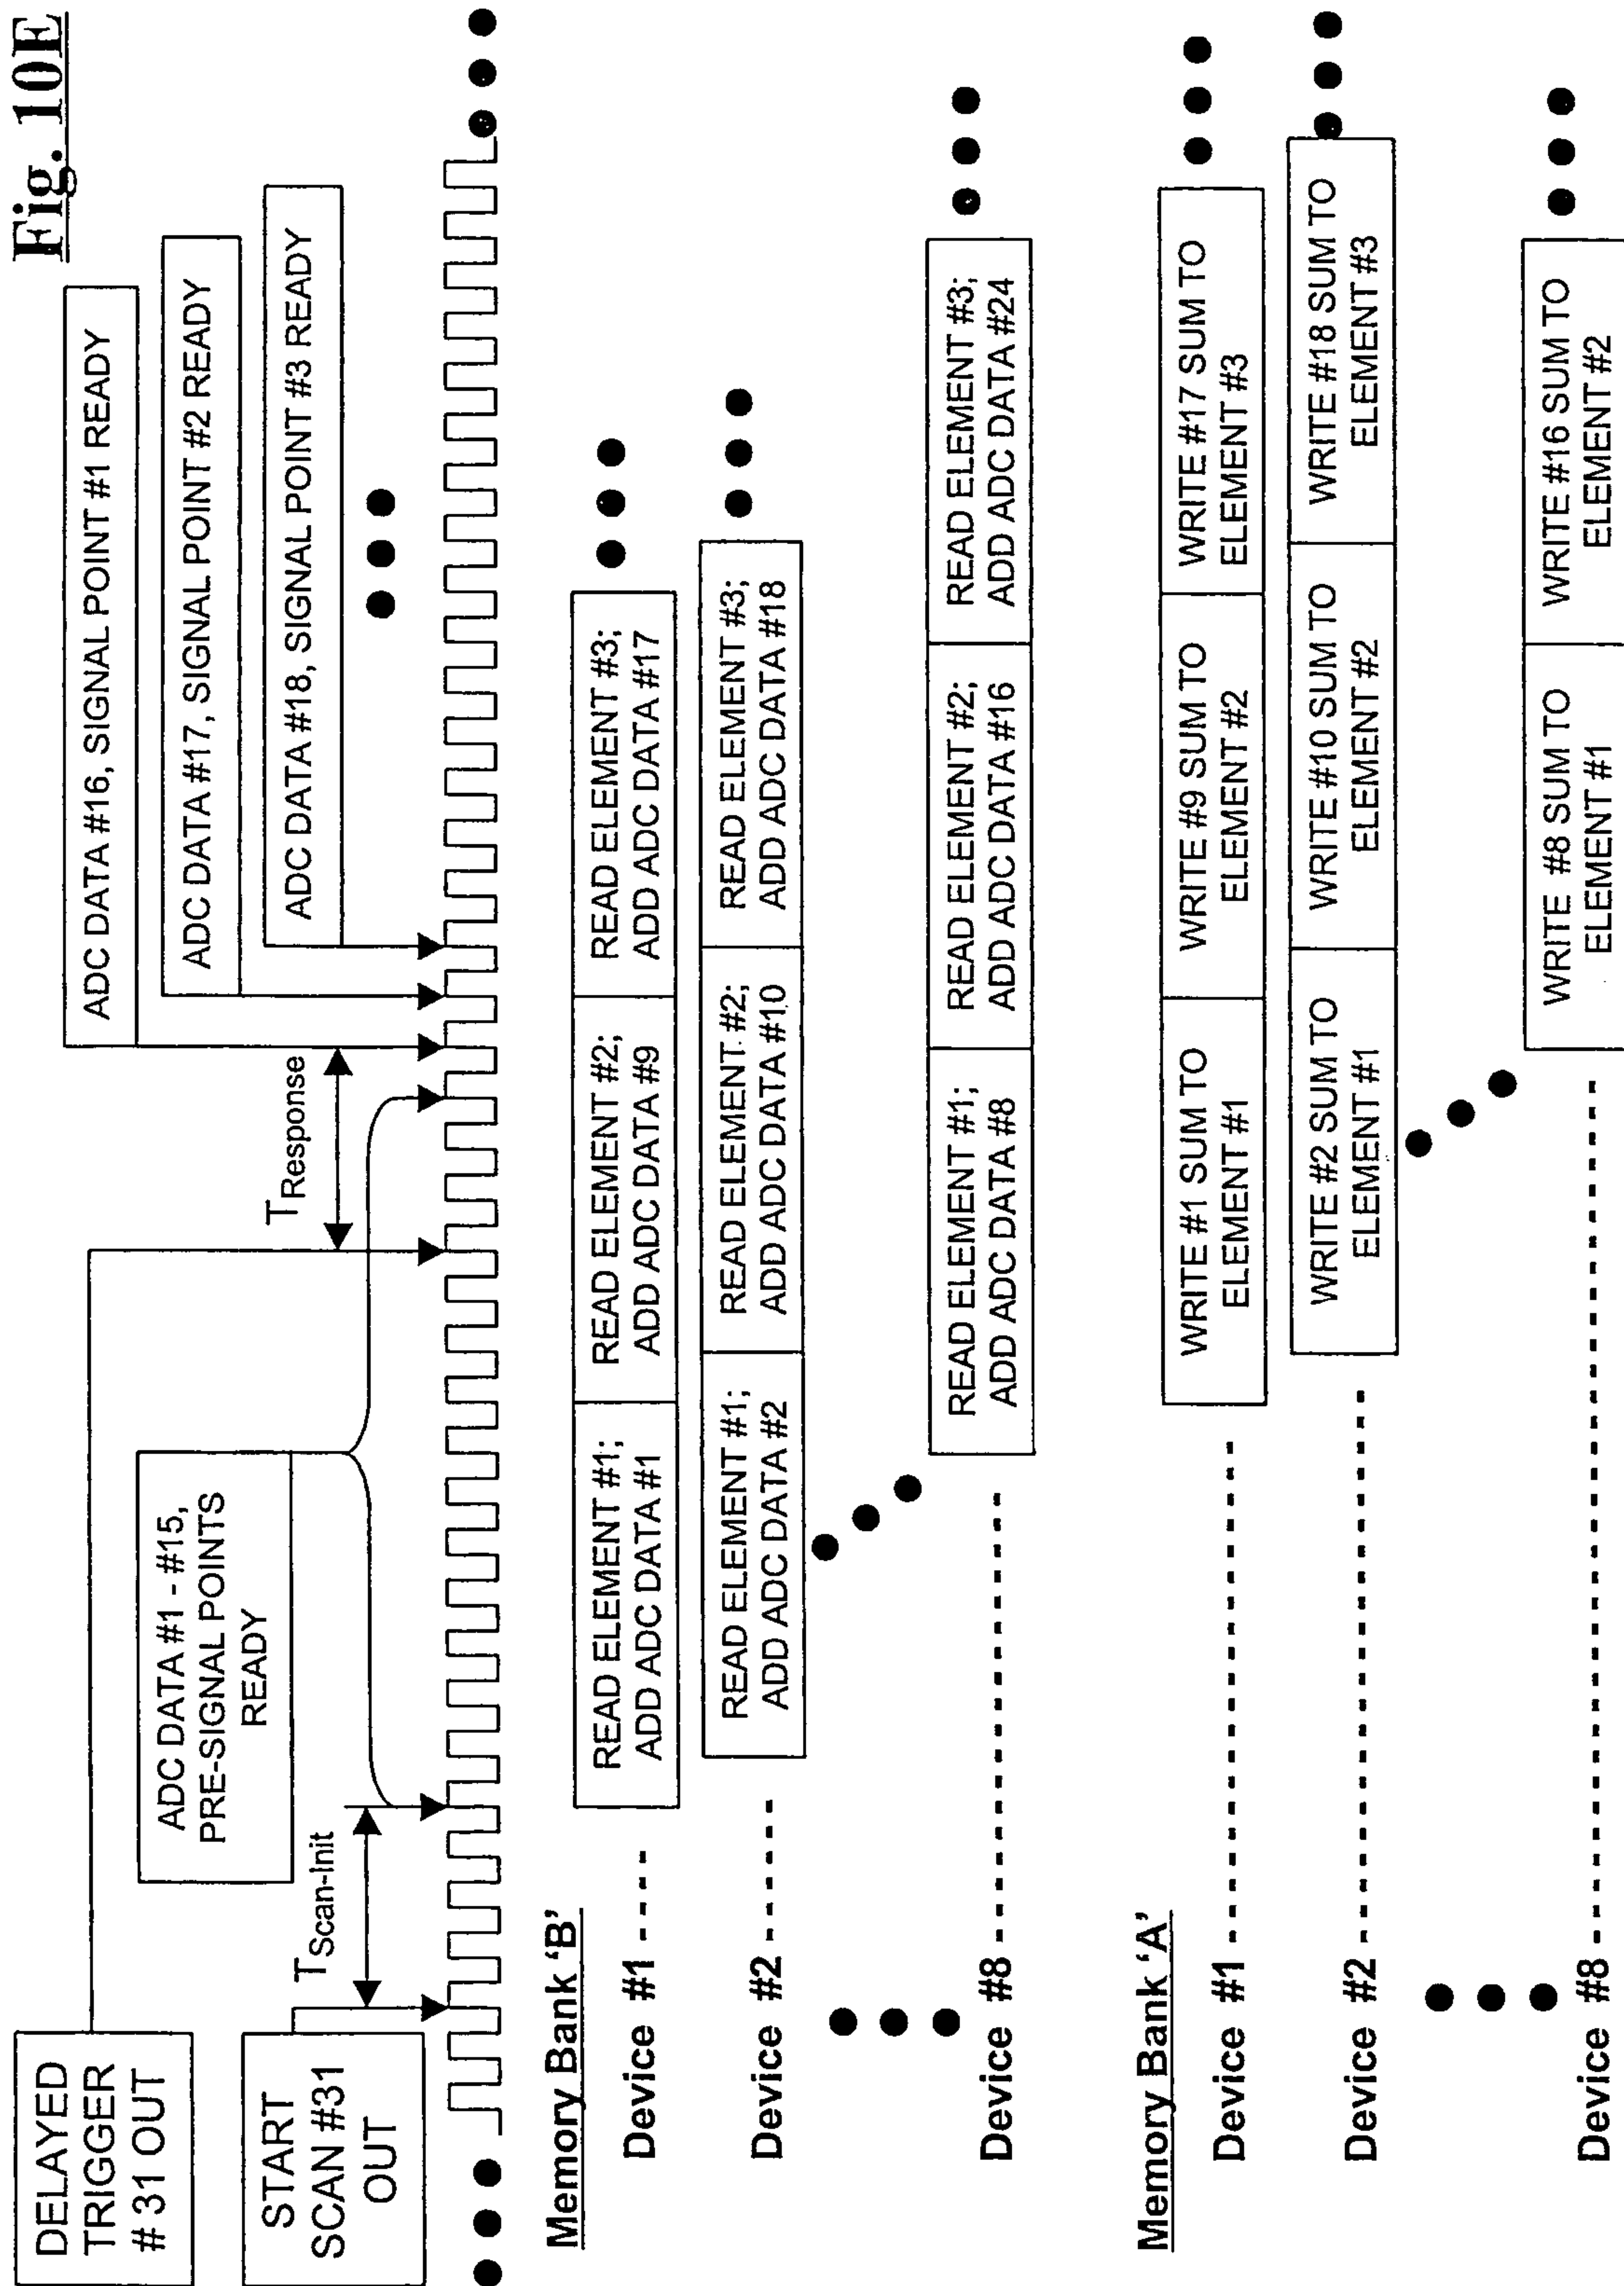 Fig. 10E
DELAYED
TRIGGER
# 31 OUT
START
SCAN #31
OUT
ADC DATA #1 - #15,
PRE-SIGNAL POINTS
READY
T Scan-Init
T Response
ADC DATA #16, SIGNAL POINT #1 READY
ADC DATA #17, SIGNAL POINT #2 READY
ADC DATA #18, SIGNAL POINT #3 READY
Memory Bank ‘B’
Device #1
READ ELEMENT #1;
ADD ADC DATA #1
READ ELEMENT #2;
ADD ADC DATA #9
READ ELEMENT #3;
ADD ADC DATA #17
Device #2
READ ELEMENT #1;
ADD ADC DATA #2
READ ELEMENT #2;
ADD ADC DATA #10
READ ELEMENT #3;
ADD ADC DATA #18
Device #8
READ ELEMENT #1;
ADD ADC DATA #8
READ ELEMENT #2;
ADD ADC DATA #16
READ ELEMENT #3;
ADD ADC DATA #24
Memory Bank ‘A’
Device #1
WRITE #1 SUM TO
ELEMENT #1
WRITE #9 SUM TO
ELEMENT #2
WRITE #17 SUM TO
ELEMENT #3
Device #2
WRITE #2 SUM TO
ELEMENT #1
WRITE #10 SUM TO
ELEMENT #2
WRITE #18 SUM TO
ELEMENT #3
Device #8
WRITE #8 SUM TO
ELEMENT #1
WRITE #16 SUM TO
ELEMENT #2